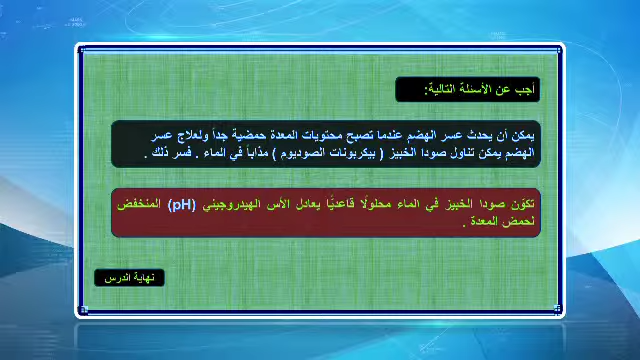 أجب عن الأسئلة التالية:
يمكن أن يحدث عسر الهضم عندما تصبح محتويات المعدة حمضية جداً ولعلاج عسر
الهضم يمكن تناول صودا الخبيز ( بيكربونات الصوديوم ) مذاباً في الماء . فسر ذلك .
تكوّن صودا الخبيز في الماء محلولًا قاعديًّا يعادل الأس الهيدروجيني (pH) المنخفض
لحمض المعدة .
نهاية الدرس